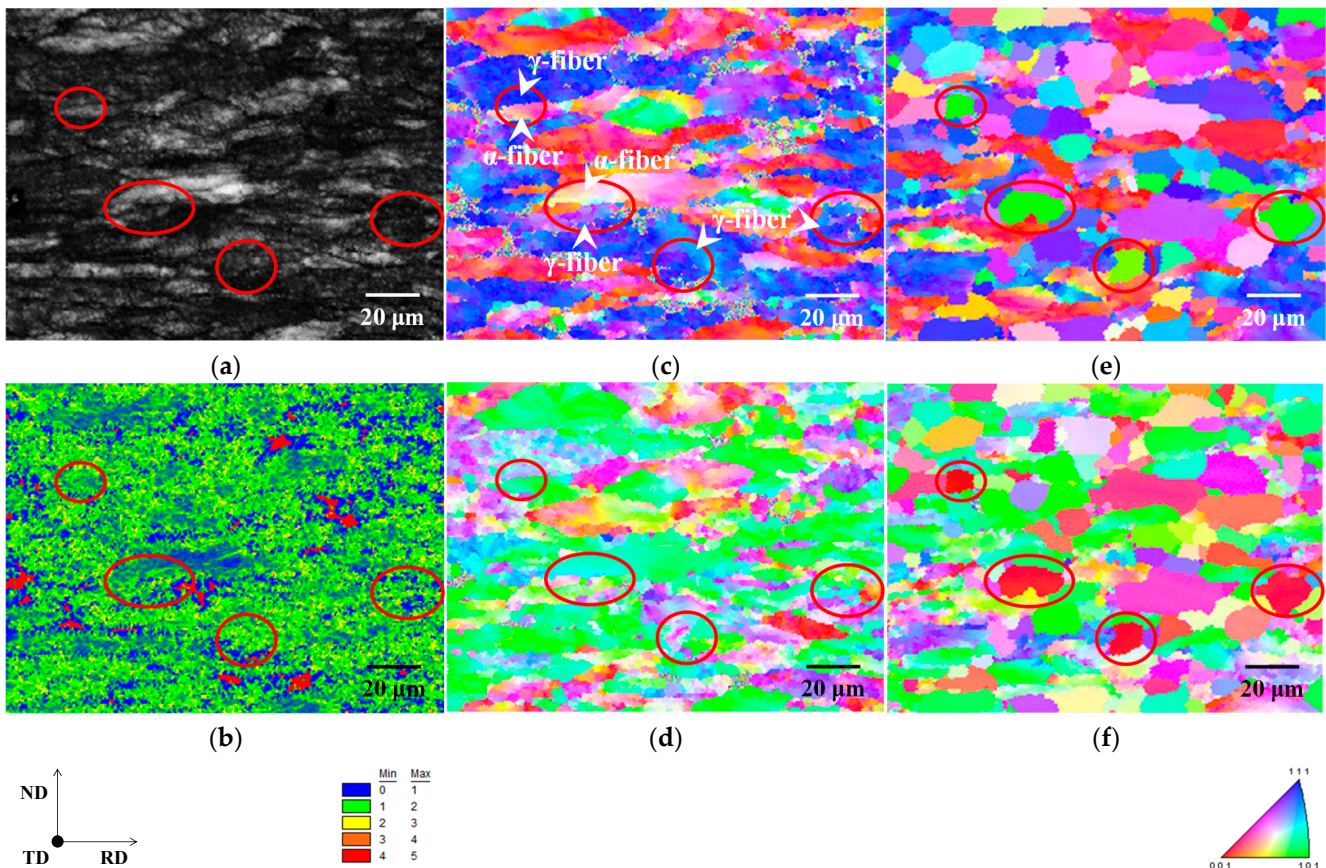 γ-fiber
α-fiber
α-fiber
γ-fiber
γ-fiber
20 μm
20 μm
20 μm
(a)
(c)
(e)
20 μm
20 μm
20 μm
(b)
(d)
(f)
ND
TD
RD
Min Max
0 1
1 2
2 3
3 4
4 5
1 1 1
0 0 1
1 0 1